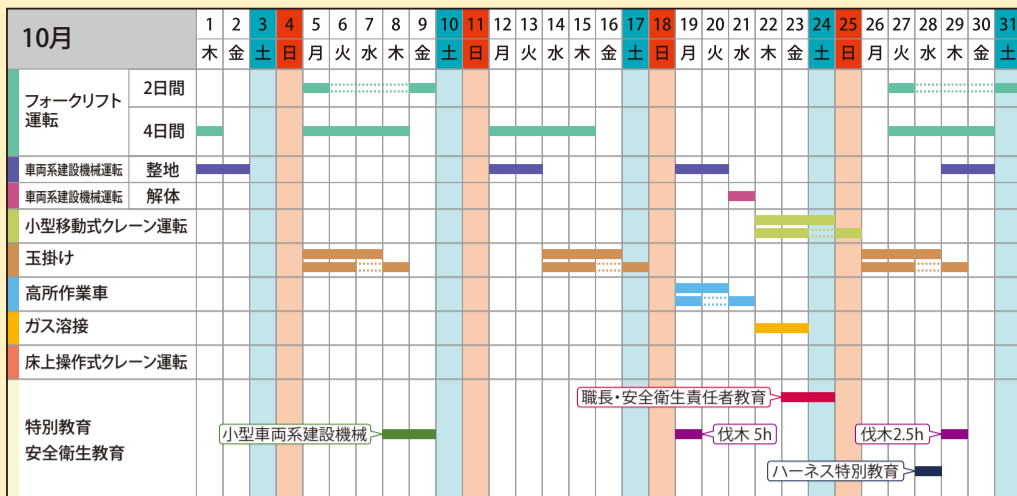 10月
1 2 3 4 5 6 7 8 9 10 11 12 13 14 15 16 17 18 19 20 21 22 23 24 25 26 27 28 29 30 31
木 金 土 日 月 火 水 木 金 土 日 月 火 水 木 金 土 日 月 火 水 木 金 土 日 月 火 水 木 金 土
フォークリフト
運転
2日間
4日間
車両系建設機械運転 整地
車両系建設機械運転 解体
小型移動式クレーン運転
玉掛け
高所作業車
ガス溶接
床上操作式クレーン運転
特別教育
安全衛生教育
職長・安全衛生責任者教育
小型車両系建設機械
伐木 5h
伐木2.5h
ハーネス特別教育